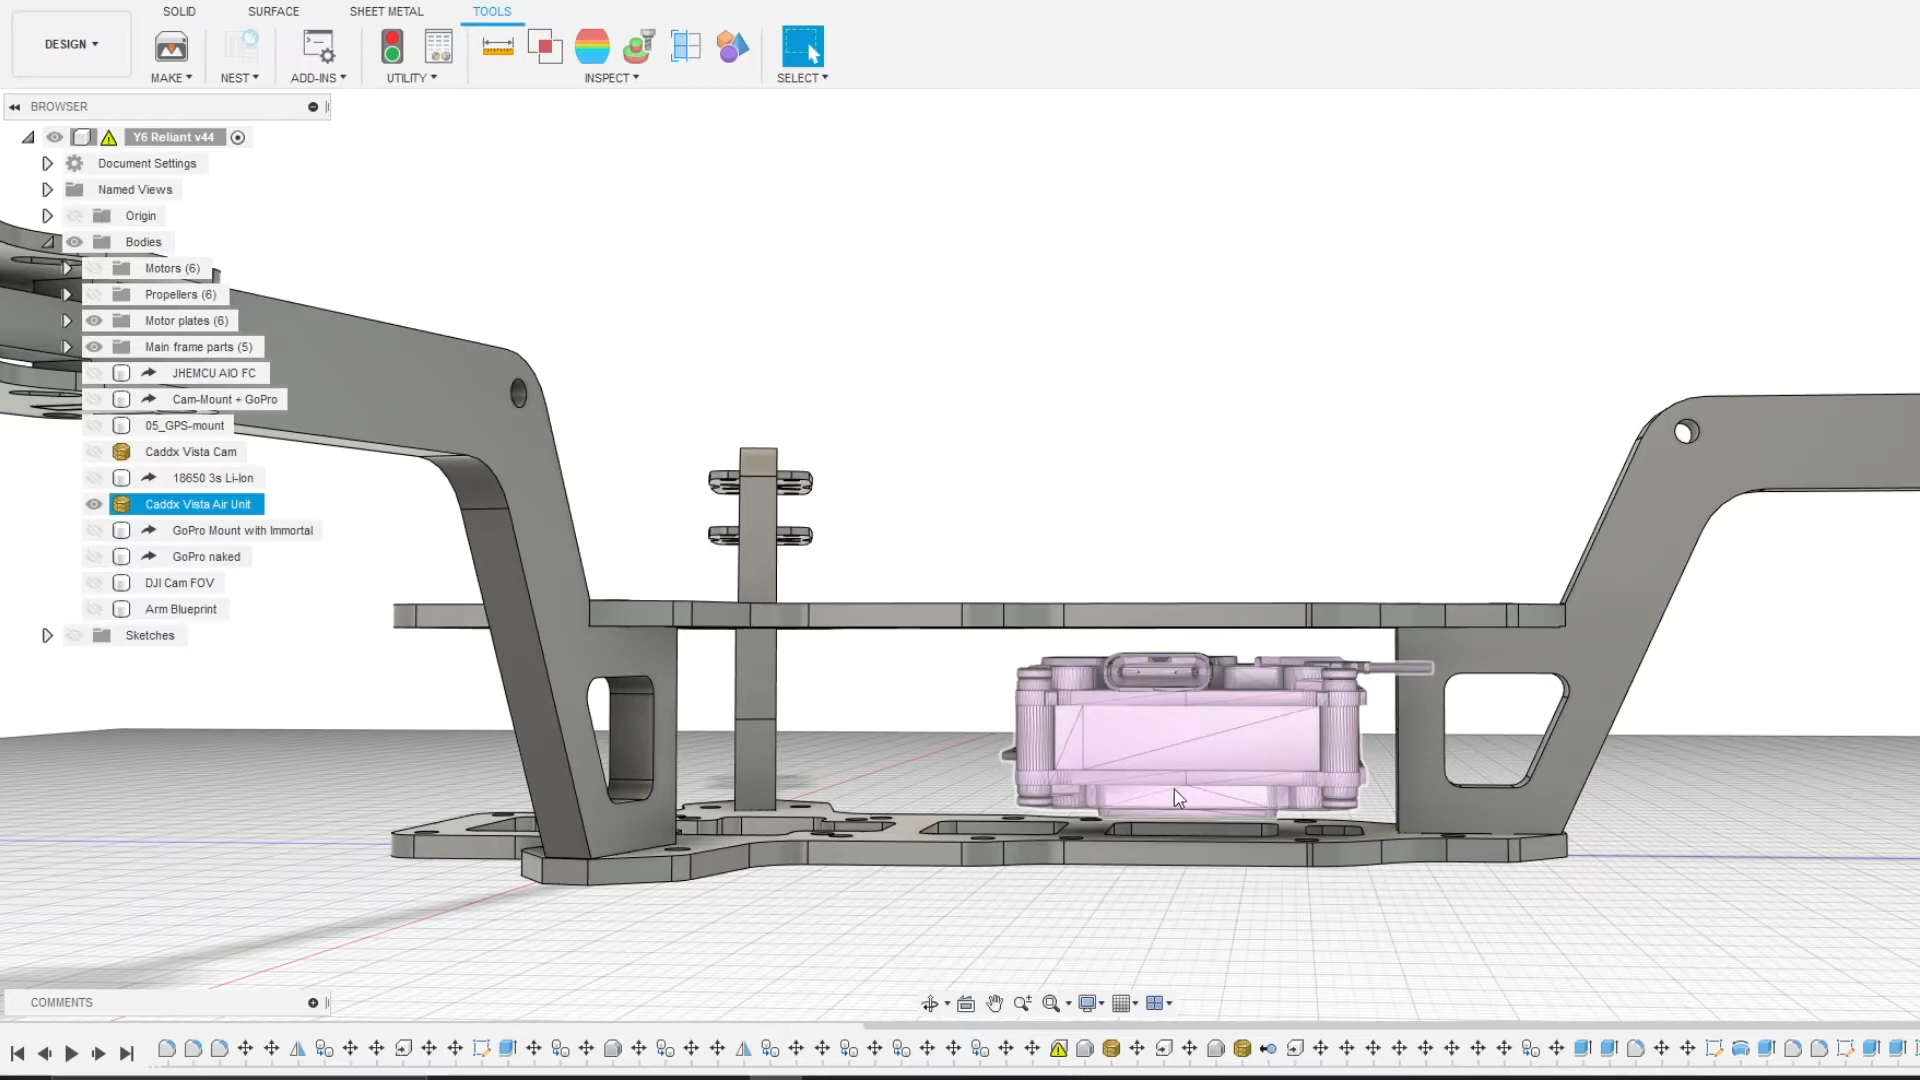 SOLID SURFACE SHEET METAL TOOLS
DESIGN
MAKE NEST ADD-INS UTILITY INSPECT SELECT
BROWSER
Y6 Reliant v44
Document Settings
Named Views
Origin
Bodies
Motors (6)
Propellers (6)
Motor plates (6)
Main frame parts (5)
JHEMCU AIO FC
Cam-Mount + GoPro
05_GPS-mount
Caddx Vista Cam
18650 3s Li-Ion
Caddx Vista Air Unit
GoPro Mount with Immortal
GoPro naked
DJI Cam FOV
Arm Blueprint
Sketches
COMMENTS